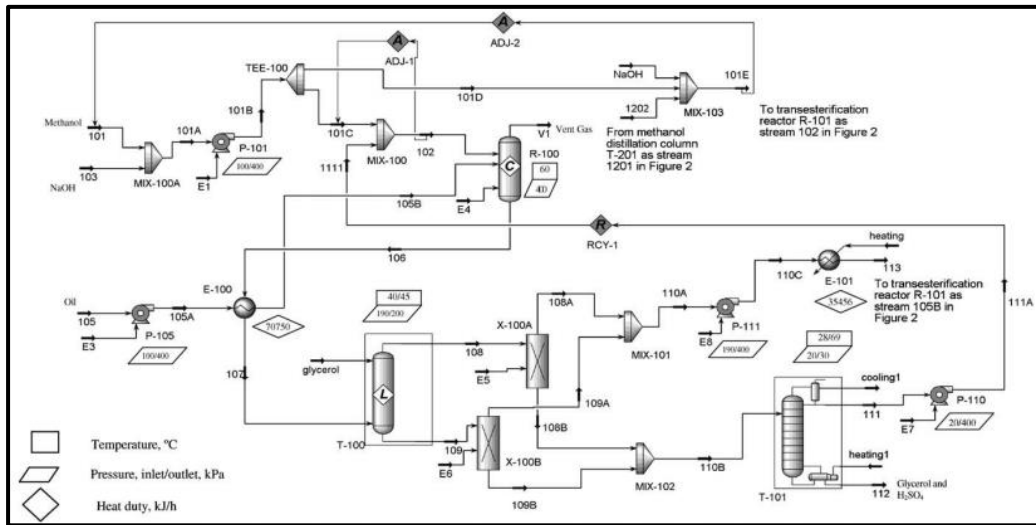 ADJ-2
ADJ-1
TEE-100
NaOH
101E
MIX-103
101D
1202
Methanol
101
101A
101B
P-101
100/400
E1
MIX-100A
103
NaOH
101C
MIX-100
102
1111
V1
Vent Gas
R-100
C
60
E4
105B
From methanol
distillation column
T-201 as stream
1201 in Figure 2
To transesterification
reactor R-101 as
stream 102 in Figure 2
R
RCY-1
106
heating
E-101
113
110C
35456
To transesterification
reactor R-101 as
stream 105B in
Figure 2
111A
Oil
105
105A
E-100
P-105
E3
100/400
70750
107
40/45
190/200
glycerol
L
T-100
108
X-100A
108A
E5
110A
MIX-101
P-111
E8
190/400
28/69
20/30
109
109A
108B
E6
X-100B
109B
MIX-102
110B
cooling1
111
P-110
E7
20/400
heating1
T-101
112
Glycerol and
H₂SO₄
Temperature, ºC
Pressure, inlet/outlet, kPa
Heat duty, kJ/h